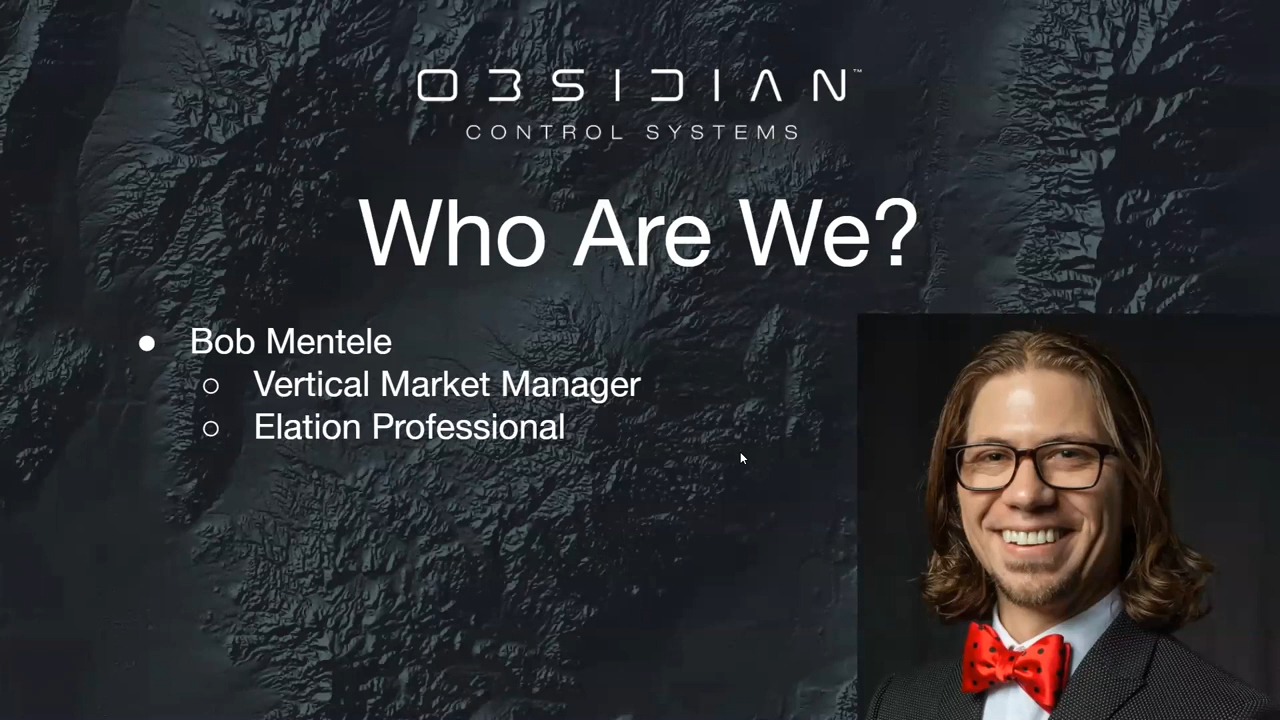 OBSIDIAN™
CONTROL SYSTEMS
Who Are We?
● Bob Mentele
○ Vertical Market Manager
○ Elation Professional